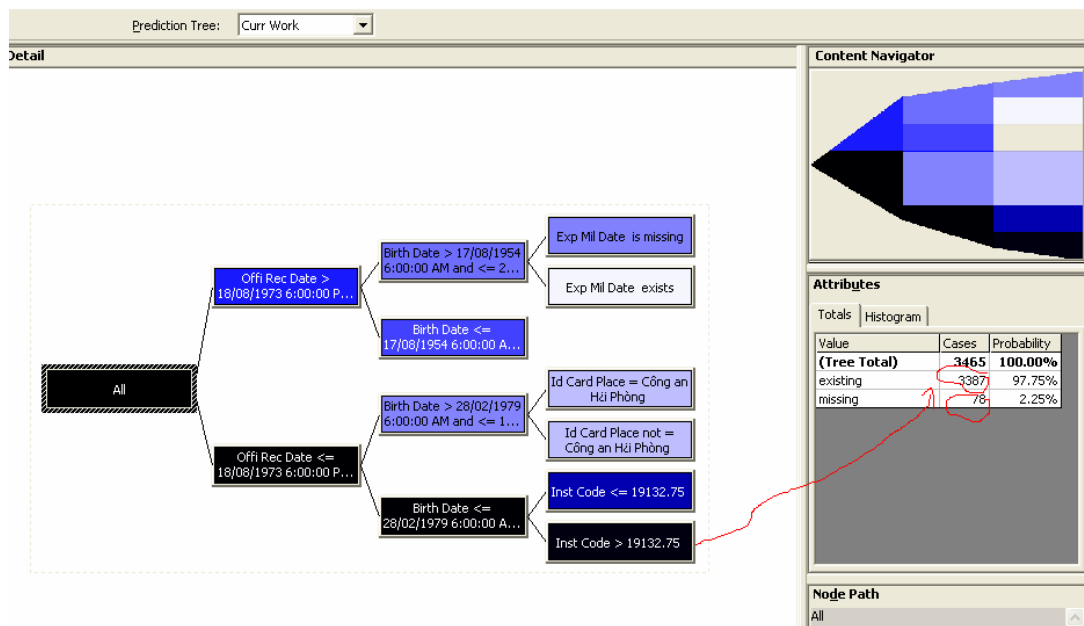 Prediction Tree:
Curr Work
Detail
Content Navigator
Exp Mil Date is missing
Birth Date > 17/08/1954
6:00:00 AM and <= 2...
Exp Mil Date exists
Offi Rec Date >
18/08/1973 6:00:00 P...
Birth Date <=
17/08/1954 6:00:00 A...
All
Id Card Place = Công an
Hải Phòng
Birth Date > 28/02/1979
6:00:00 AM and <= 1...
Id Card Place not =
Công an Hải Phòng
Offi Rec Date <=
18/08/1973 6:00:00 P...
Inst Code <= 19132.75
Birth Date <=
28/02/1979 6:00:00 A...
Inst Code > 19132.75
Attributes
Totals Histogram
Value Cases Probability
(Tree Total) 3465 100.00%
existing 3387 97.75%
missing 78 2.25%
Node Path
All